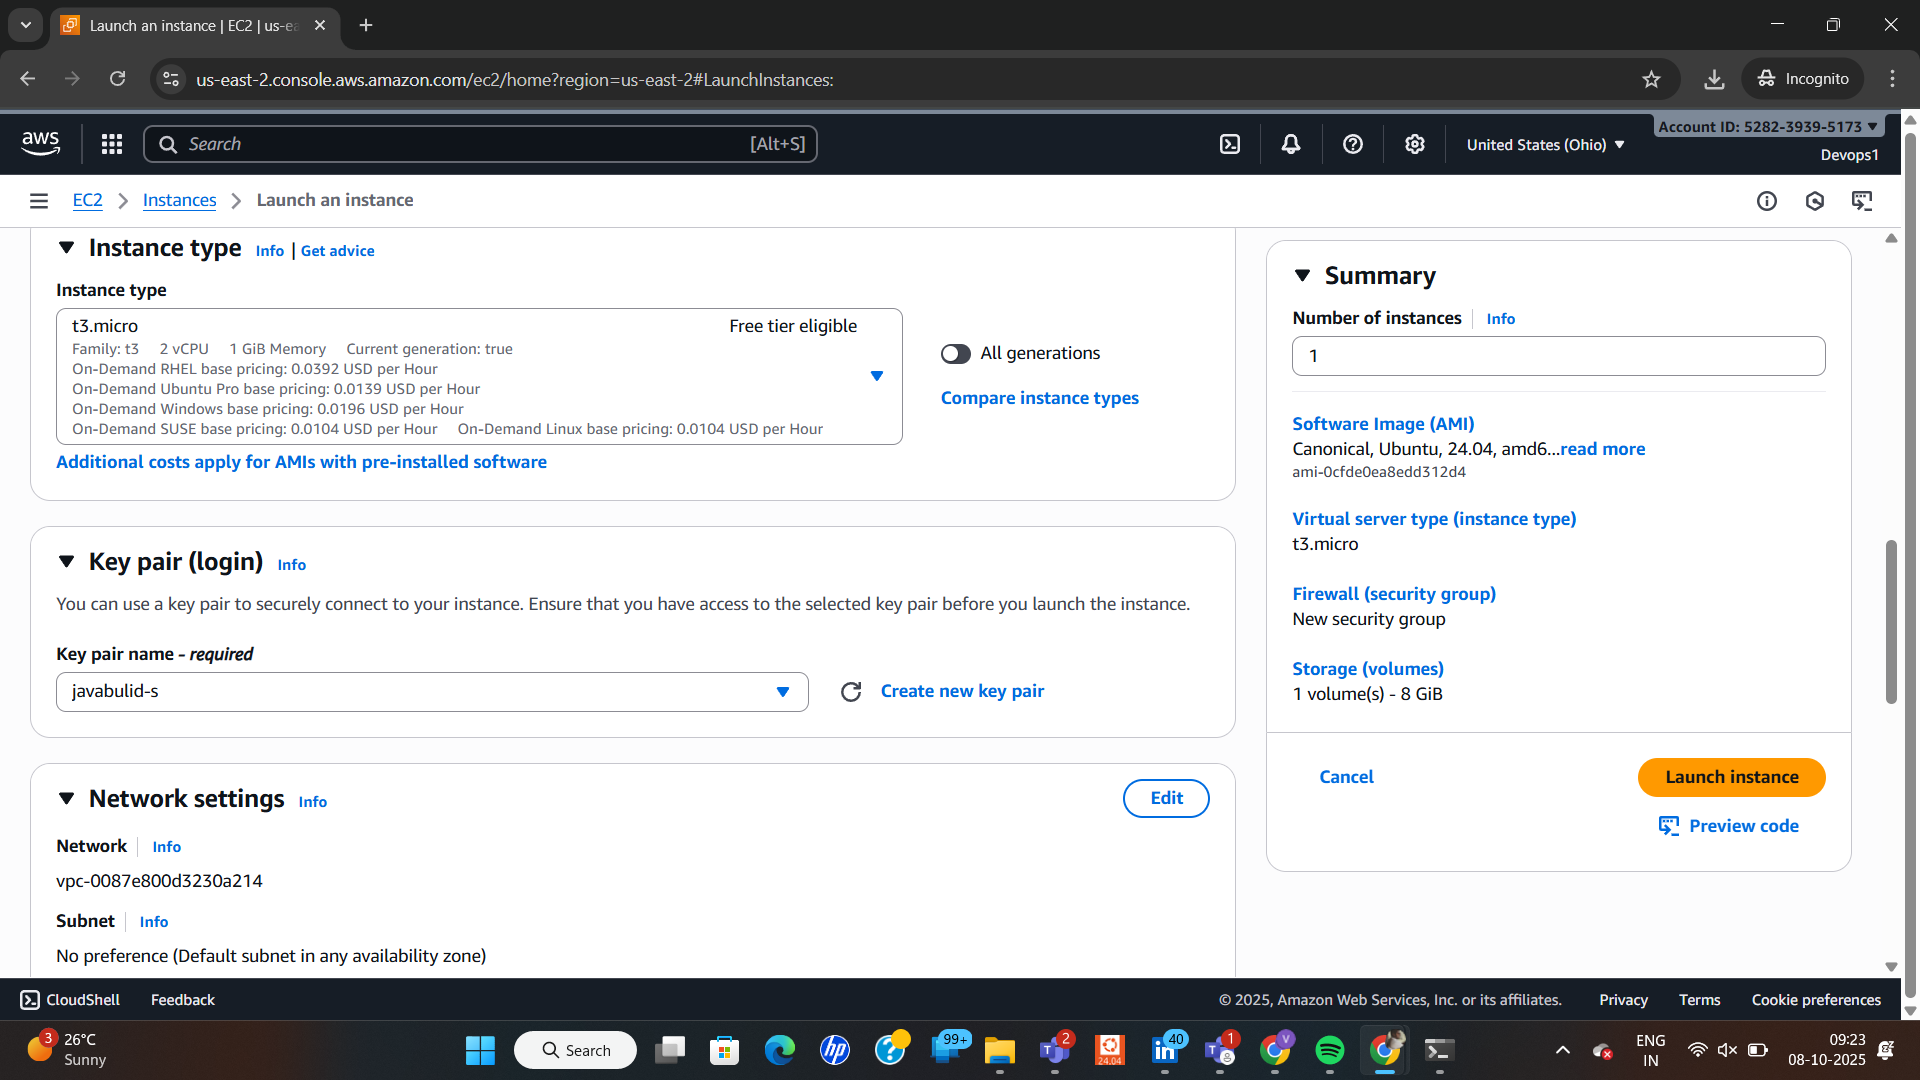 Launch an instance | EC2 | us-ea
us-east-2.console.aws.amazon.com/ec2/home?region=us-east-2#LaunchInstances:
Incognito
aws
Search
[Alt+S]
United States (Ohio)
Account ID: 5282-3939-5173
Devops1
EC2
Instances
Launch an instance
Instance type
Info
Get advice
Instance type
t3.micro
Free tier eligible
Family: t3 2 vCPU 1 GiB Memory Current generation: true
On-Demand RHEL base pricing: 0.0392 USD per Hour
On-Demand Ubuntu Pro base pricing: 0.0139 USD per Hour
On-Demand Windows base pricing: 0.0196 USD per Hour
On-Demand SUSE base pricing: 0.0104 USD per Hour On-Demand Linux base pricing: 0.0104 USD per Hour
All generations
Compare instance types
Additional costs apply for AMIs with pre-installed software
Key pair (login)
Info
You can use a key pair to securely connect to your instance. Ensure that you have access to the selected key pair before you launch the instance.
Key pair name - required
javabulid-s
Create new key pair
Network settings
Info
Edit
Network
Info
vpc-0087e800d3230a214
Subnet
Info
No preference (Default subnet in any availability zone)
Summary
Number of instances
Info
1
Software Image (AMI)
Canonical, Ubuntu, 24.04, amd6...read more
ami-0cfde0ea8edd312d4
Virtual server type (instance type)
t3.micro
Firewall (security group)
New security group
Storage (volumes)
1 volume(s) - 8 GiB
Cancel
Launch instance
Preview code
CloudShell
Feedback
© 2025, Amazon Web Services, Inc. or its affiliates.
Privacy
Terms
Cookie preferences
3
26°C
Sunny
Search
hp
99+
2
24.04
40
1
V
ENG
IN
09:23
08-10-2025